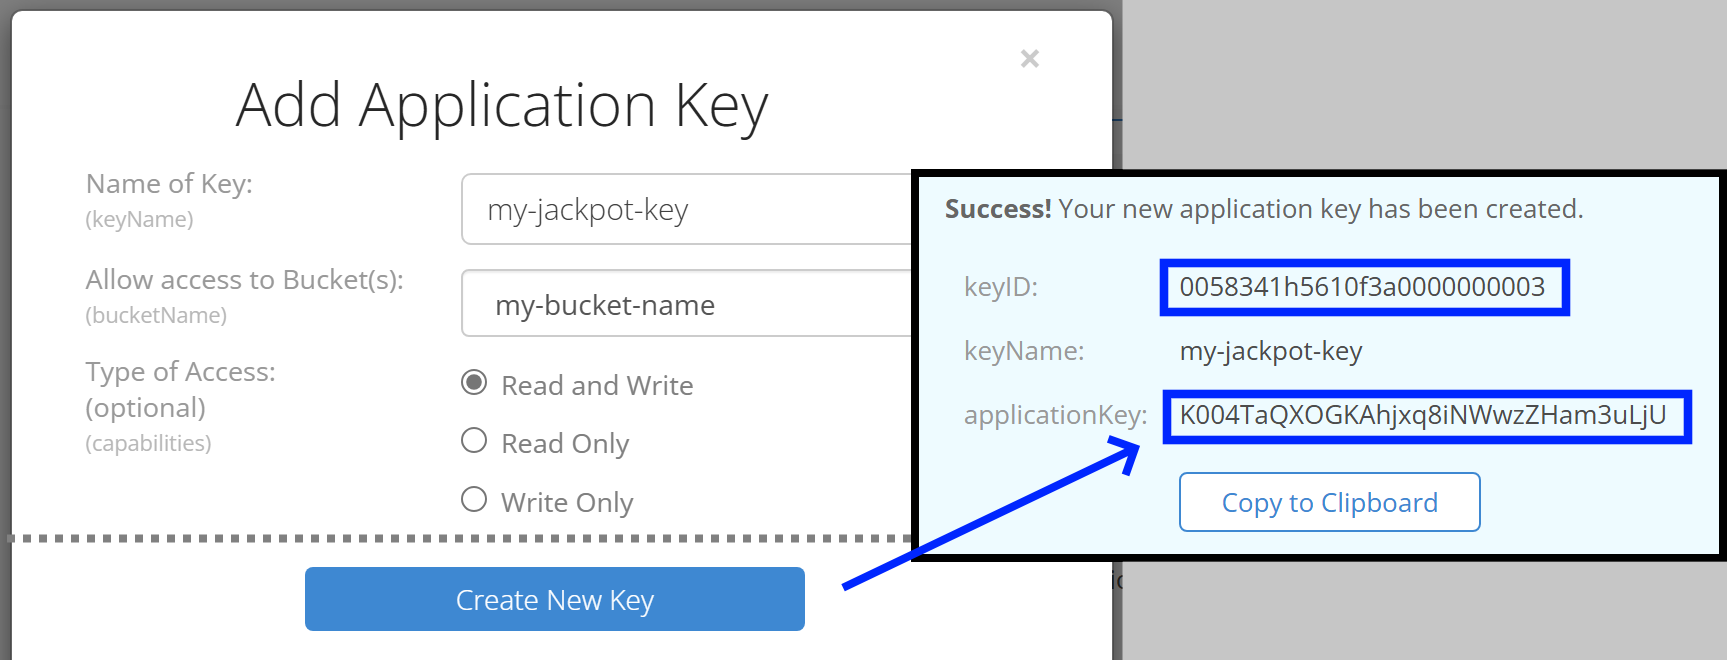 ×
Add Application Key
Name of Key:
(keyName)
my-jackpot-key
Allow access to Bucket(s):
(bucketName)
my-bucket-name
Type of Access:
(optional)
(capabilities)
Read and Write
Read Only
Write Only
Create New Key
Success! Your new application key has been created.
keyID: 0058341h5610f3a0000000003
keyName: my-jackpot-key
applicationKey: K004TaQXOGKAhjxq8iNWwzZHam3uLjU
Copy to Clipboard